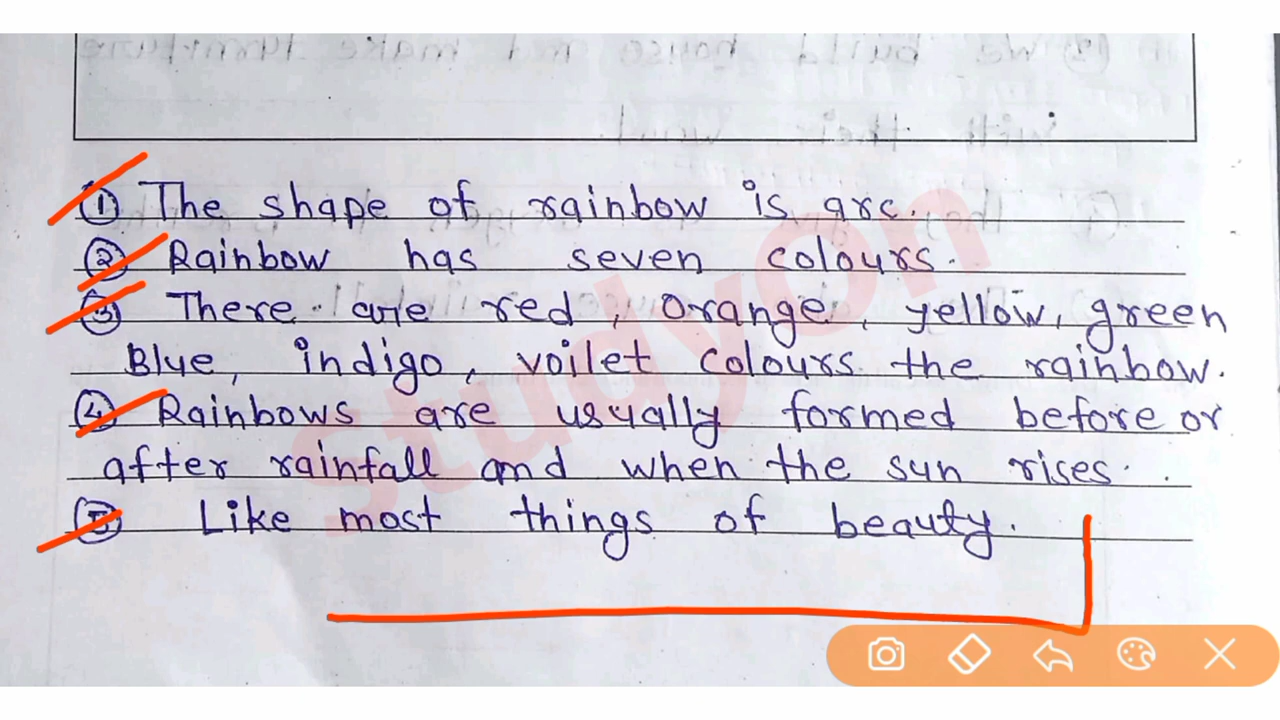 ① The shape of rainbow is arc.
② Rainbow has seven colours.
③ There are red, orange, yellow, green
Blue, indigo, voilet colours the rainbow.
④ Rainbows are usually formed before or
after rainfall and when the sun rises.
⑤ Like most things of beauty.
studyon